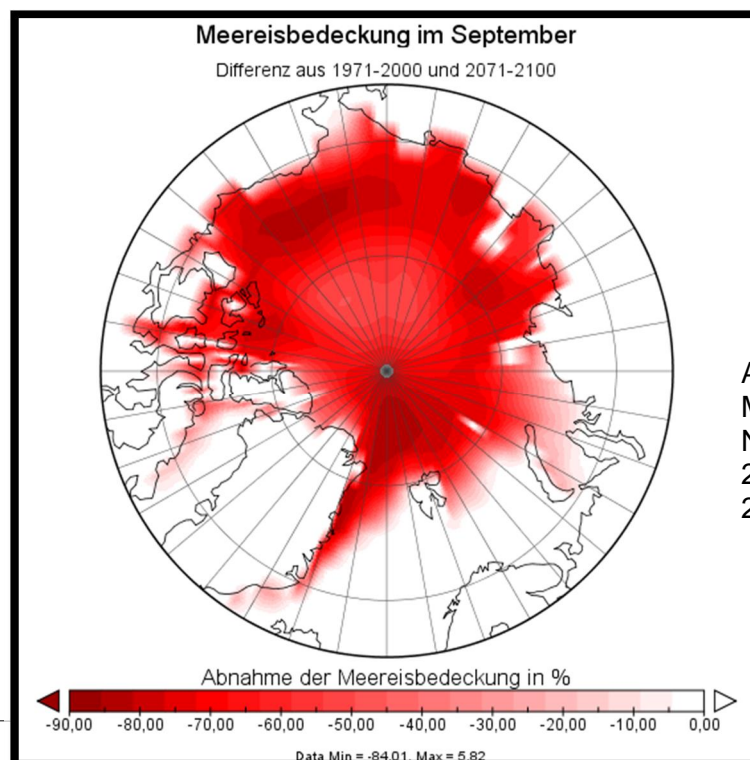 Meereisbedeckung im September
Differenz aus 1971-2000 und 2071-2100
A
M
N
2
2
Abnahme der Meereisbedeckung in %
-90,00 -80,00 -70,00 -60,00 -50,00 -40,00 -30,00 -20,00 -10,00 0,00
Data Min = -84.01, Max = 5.82